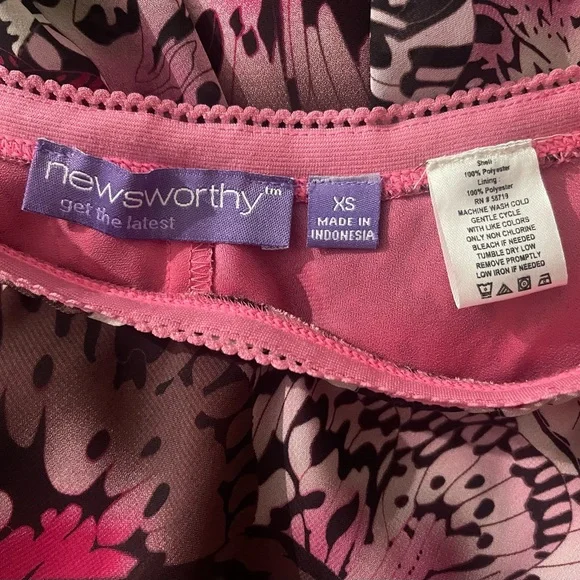 newsworthy™
get the latest
XS
MADE IN
INDONESIA
Shell
100% Polyester
Lining
100% Polyester
RN # 58719
MACHINE WASH COLD
GENTLE CYCLE
WITH LIKE COLORS
ONLY NON CHLORINE
BLEACH IF NEEDED
TUMBLE DRY LOW
REMOVE PROMPTLY
LOW IRON IF NEEDED